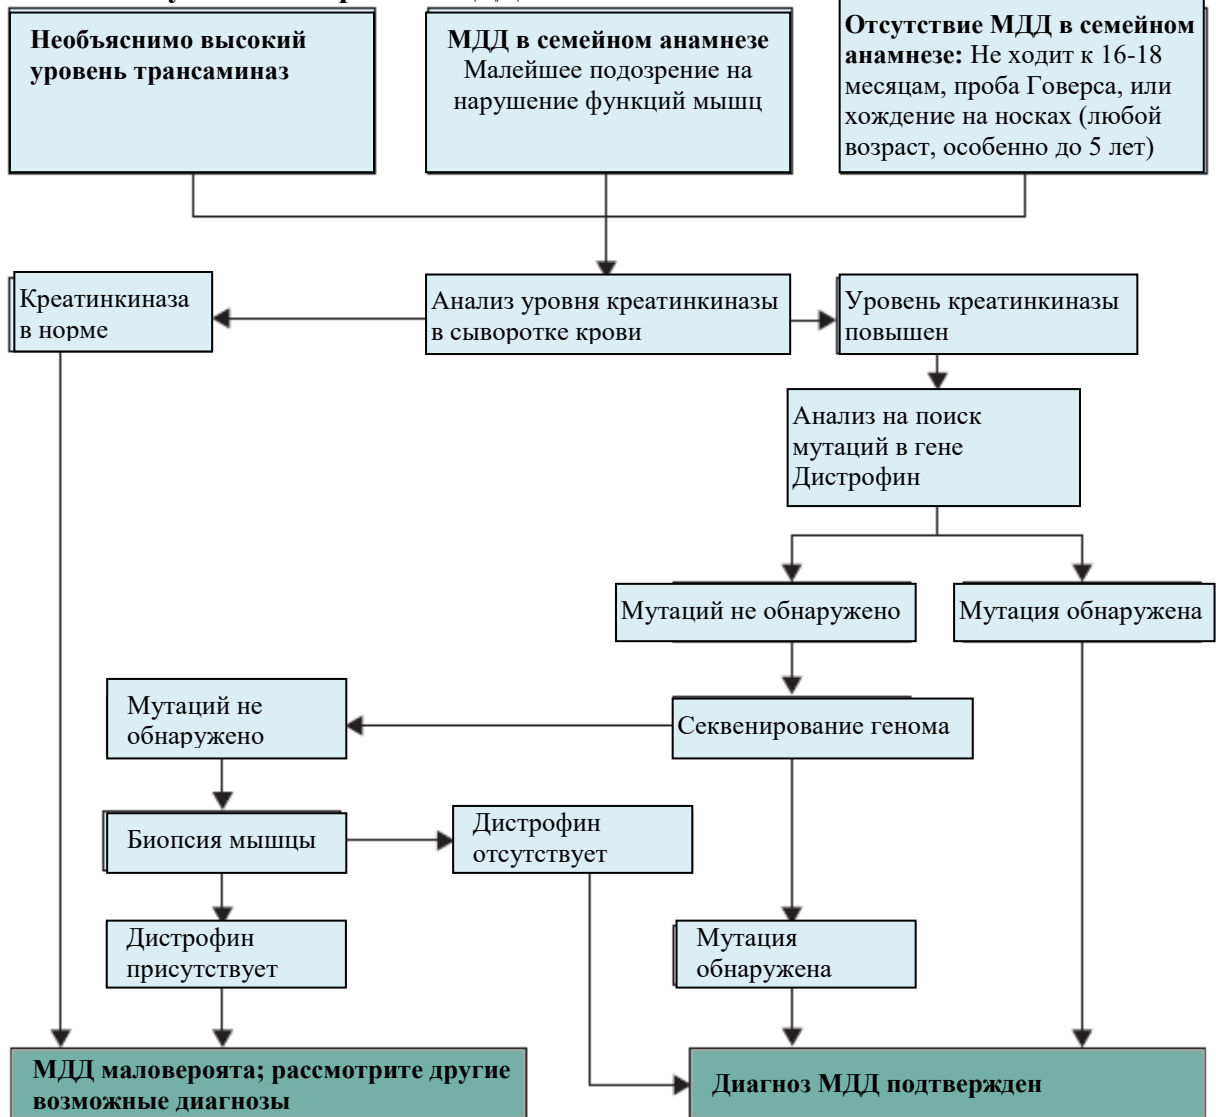 Необъяснимо высокий
уровень трансаминаз
МДД в семейном анамнезе
Малейшее подозрение на
нарушение функций мышц
Отсутствие МДД в семейном
анамнезе: Не ходит к 16-18
месяцам, проба Говерса, или
хождение на носках (любой
возраст, особенно до 5 лет)
Креатинкиназа
в норме
Анализ уровня креатинкиназы
в сыворотке крови
Уровень креатинкиназы
повышен
Анализ на поиск
мутаций в гене
Дистрофин
Мутаций не обнаружено
Мутация обнаружена
Мутаций не
обнаружено
Секвенирование генома
Биопсия мышцы
Дистрофин
отсутствует
Дистрофин
присутствует
Мутация
обнаружена
МДД маловероята; рассмотрите другие
возможные диагнозы
Диагноз МДД подтвержден